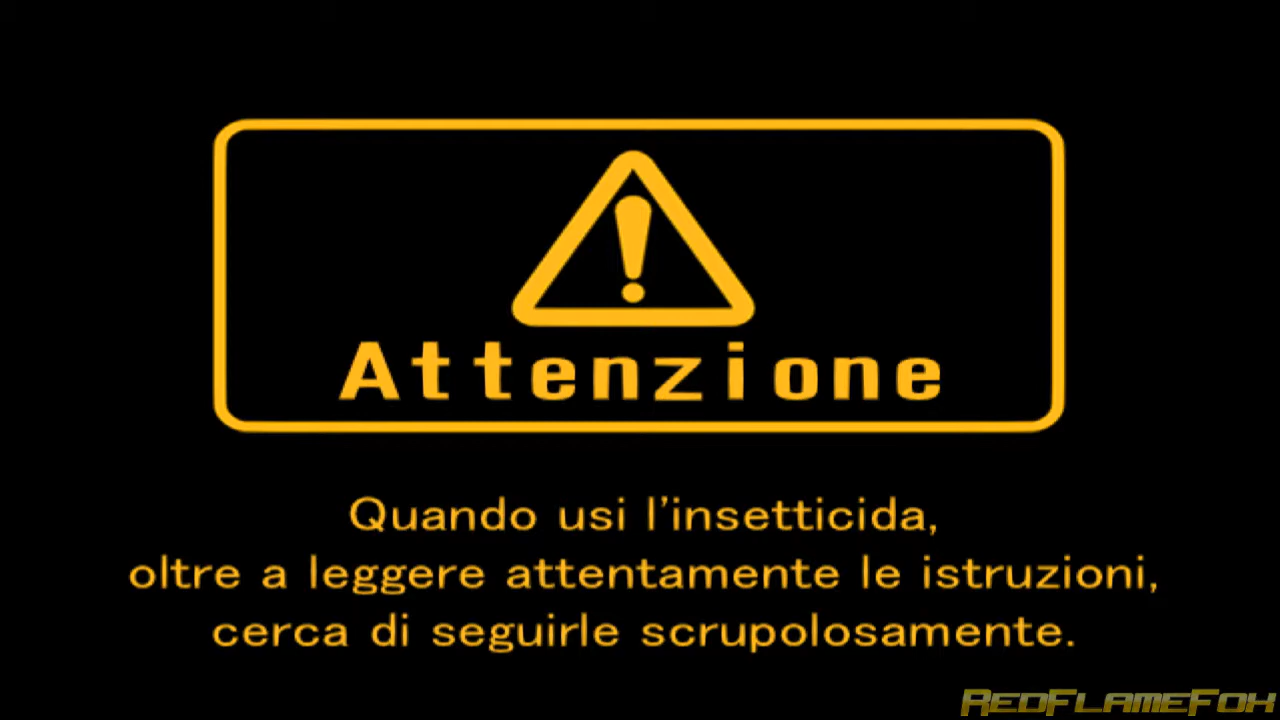 Attenzione
Quando usi l'insetticida,
oltre a leggere attentamente le istruzioni,
cerca di seguirle scrupolosamente.
RedFlameFox